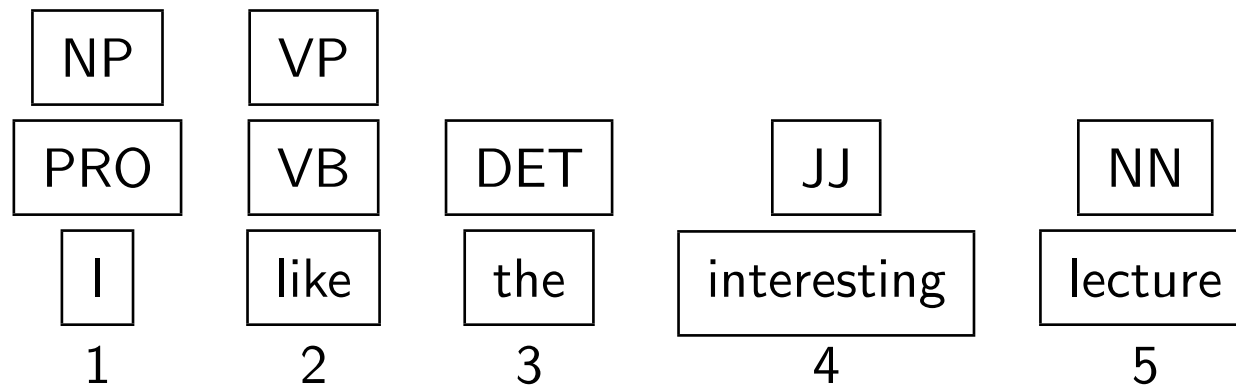 NP VP
PRO VB DET JJ NN
I like the interesting lecture
1 2 3 4 5